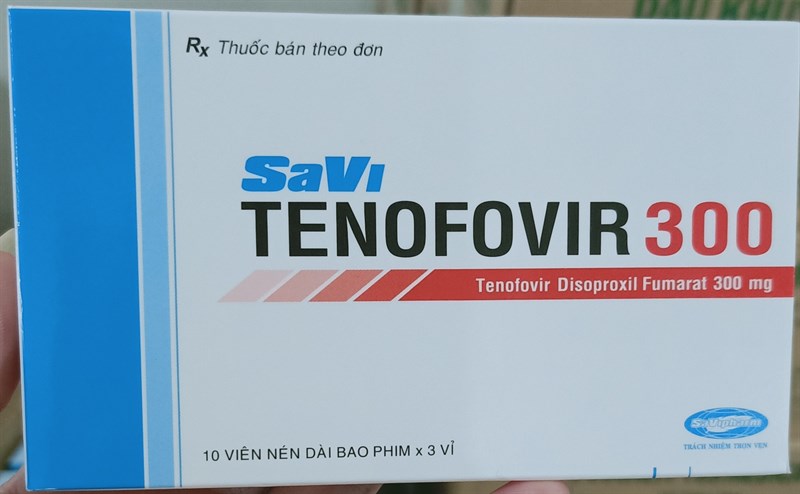 Rx Thuốc bán theo đơn
SaVi
TENOFOVIR 300
Tenofovir Disoproxil Fumarat 300 mg
SaVipharm
TRÁCH NHIỆM TRỌN VẸN
10 VIÊN NÉN DÀI BAO PHIM x 3 VỈ